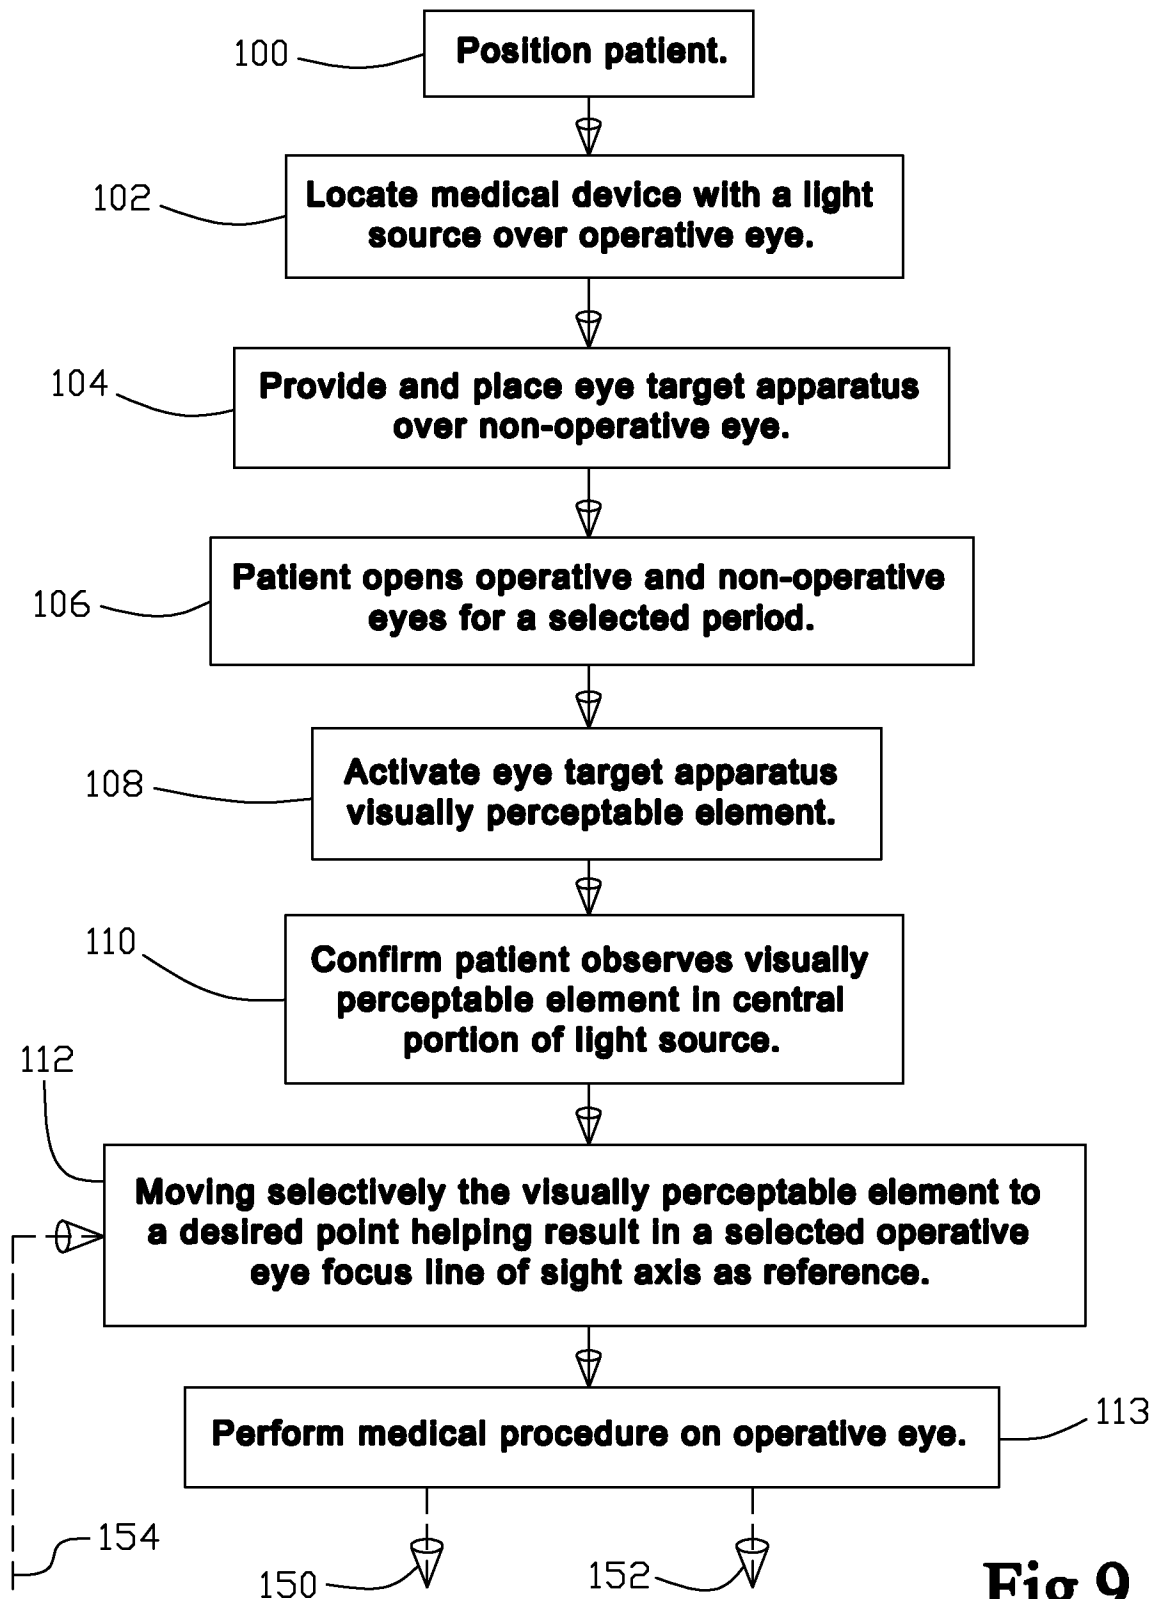 100
Position patient.
102
Locate medical device with a light
source over operative eye.
104
Provide and place eye target apparatus
over non-operative eye.
106
Patient opens operative and non-operative
eyes for a selected period.
108
Activate eye target apparatus
visually perceptable element.
110
Confirm patient observes visually
perceptable element in central
portion of light source.
112
Moving selectively the visually perceptable element to
a desired point helping result in a selected operative
eye focus line of sight axis as reference.
113
Perform medical procedure on operative eye.
154
150
152
Fig 9